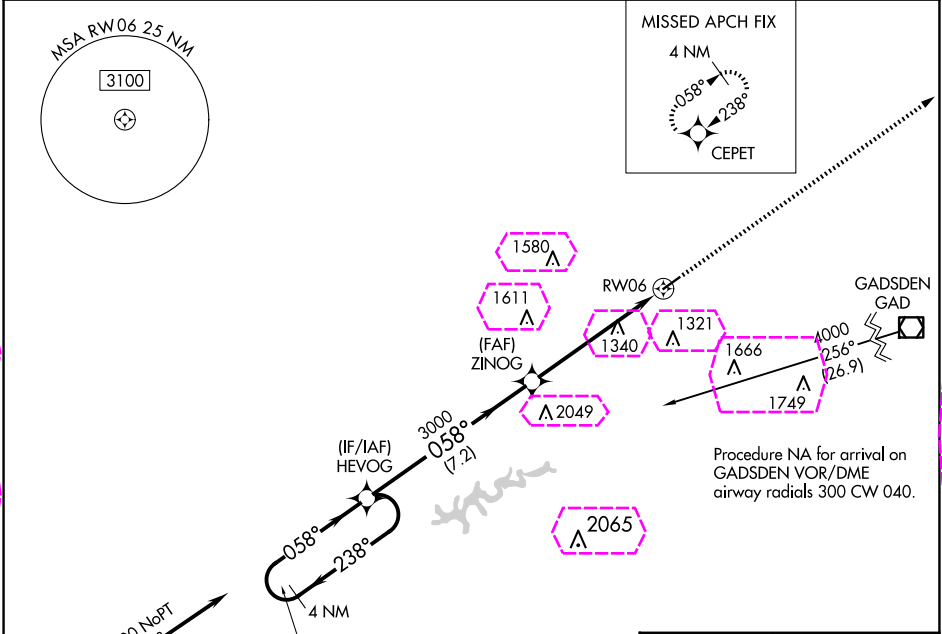 MSA RW06 25 NM
3100
MISSED APCH FIX
4 NM
058°
238°
CEPET
1580
1611
RW06
1340
1321
GADSDEN
GAD
4000
256°
(26.9)
1666
1749
(FAF)
ZINOG
2049
3000
058°
(7.2)
(IF/IAF)
HEVOG
Procedure NA for arrival on
GADSDEN VOR/DME
airway radials 300 CW 040.
2065
058°
238°
4 NM
NoPT